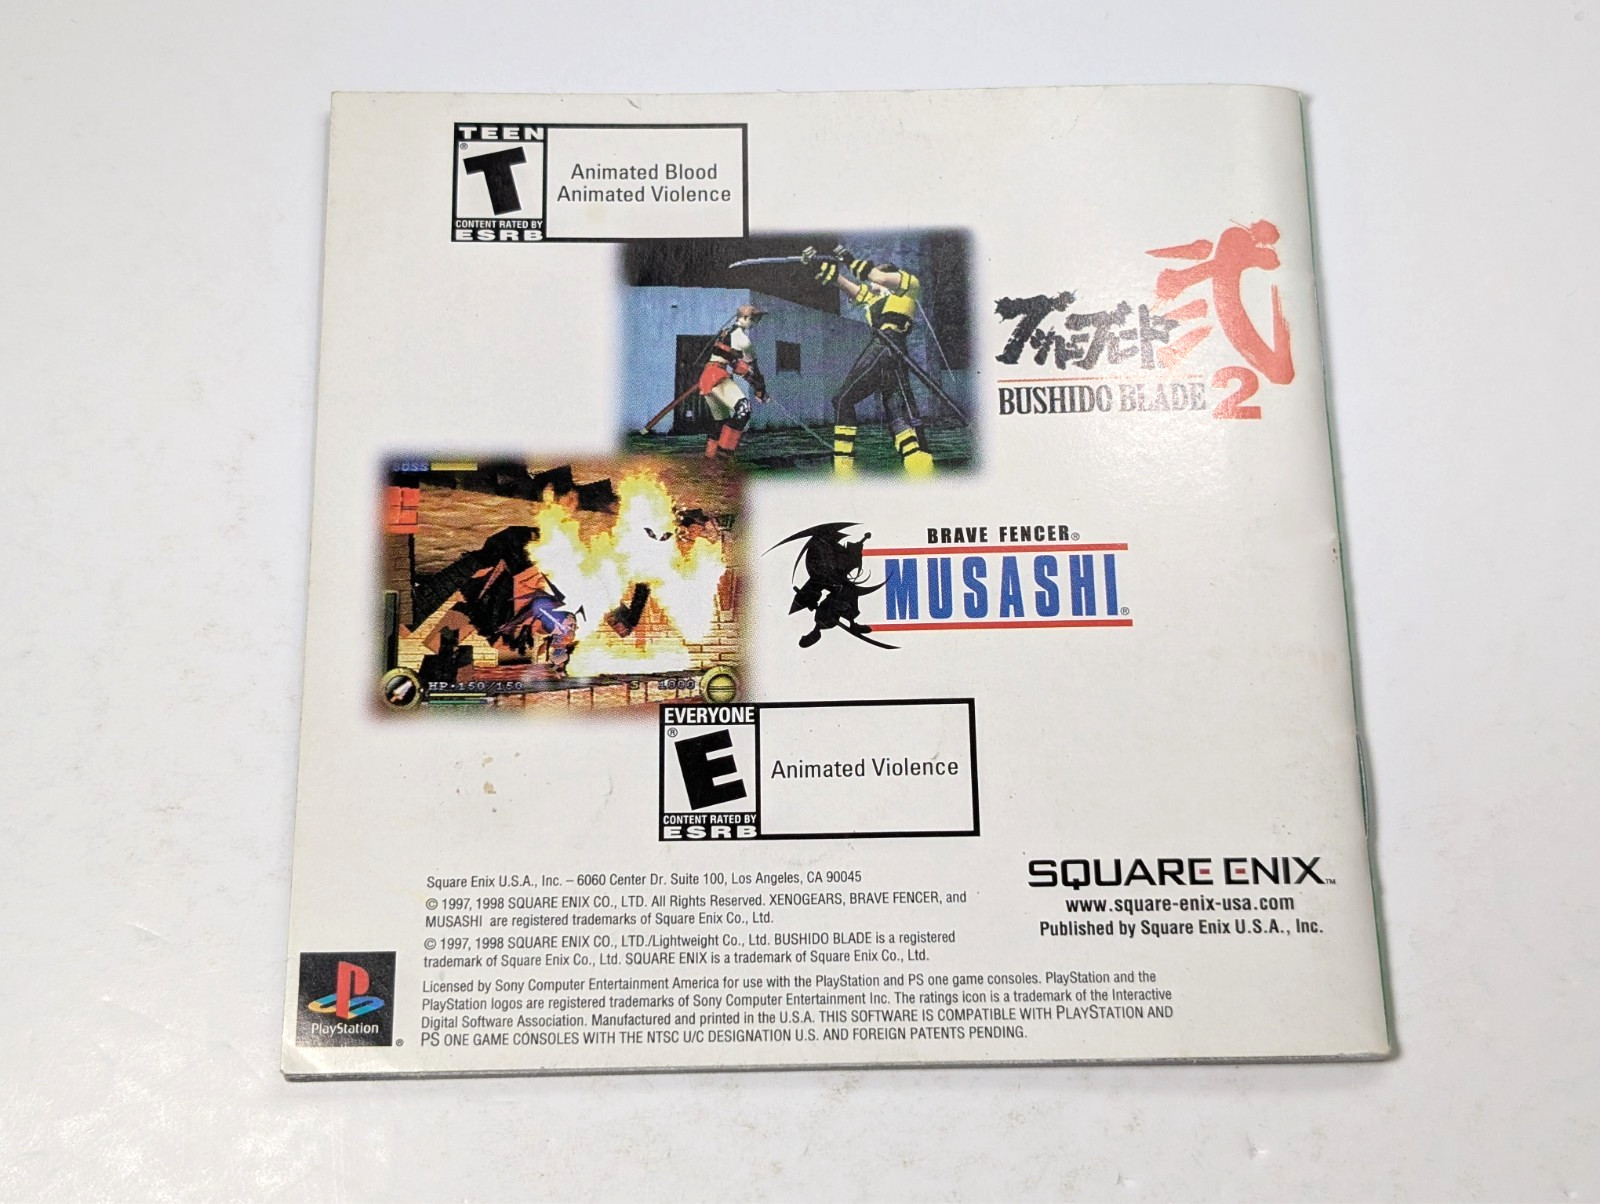 TEEN
T
®
CONTENT RATED BY
ESRB
Animated Blood
Animated Violence
ブシドーブレード弐
BUSHIDO BLADE 2
BOSS
HP·150/150
S 1000
BRAVE FENCER®
MUSASHI®
EVERYONE
®
E
CONTENT RATED BY
ESRB
Animated Violence
SQUARE ENIX™
www.square-enix-usa.com
Published by Square Enix U.S.A., Inc.
Square Enix U.S.A., Inc. – 6060 Center Dr. Suite 100, Los Angeles, CA 90045
© 1997, 1998 SQUARE ENIX CO., LTD. All Rights Reserved. XENOGEARS, BRAVE FENCER, and
MUSASHI are registered trademarks of Square Enix Co., Ltd.
© 1997, 1998 SQUARE ENIX CO., LTD./Lightweight Co., Ltd. BUSHIDO BLADE is a registered
trademark of Square Enix Co., Ltd. SQUARE ENIX is a trademark of Square Enix Co., Ltd.
Licensed by Sony Computer Entertainment America for use with the PlayStation and PS one game consoles. PlayStation and the
PlayStation logos are registered trademarks of Sony Computer Entertainment Inc. The ratings icon is a trademark of the Interactive
Digital Software Association. Manufactured and printed in the U.S.A. THIS SOFTWARE IS COMPATIBLE WITH PLAYSTATION AND
PS ONE GAME CONSOLES WITH THE NTSC U/C DESIGNATION U.S. AND FOREIGN PATENTS PENDING.
PlayStation
®